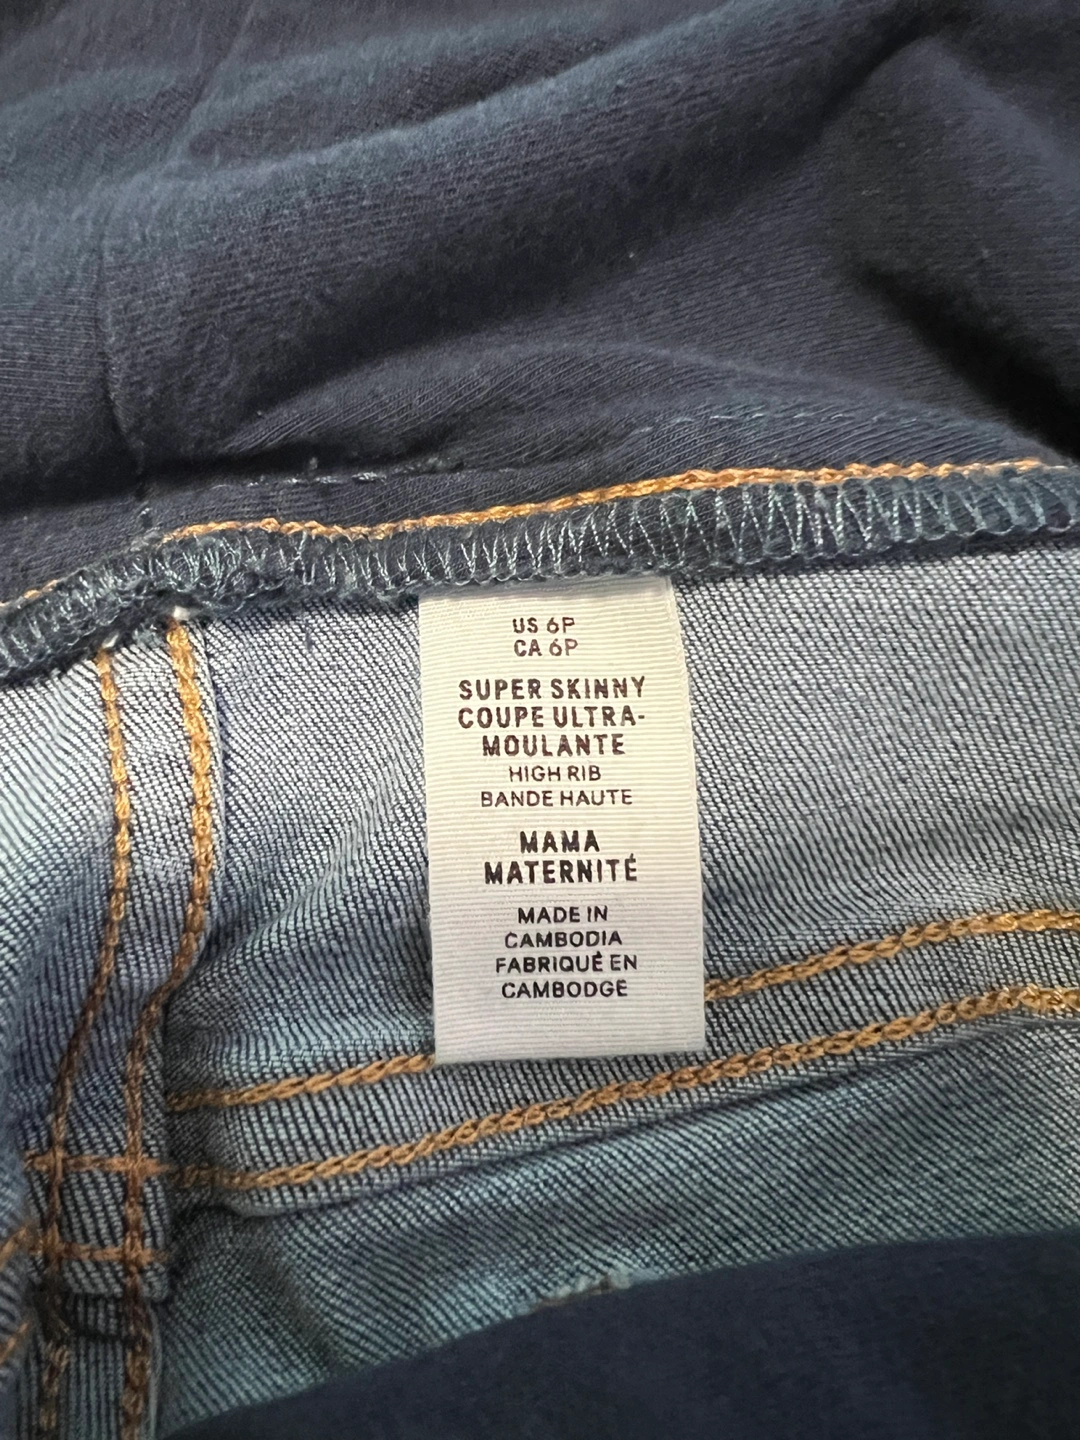 US 6P
CA 6P
SUPER SKINNY
COUPE ULTRA-
MOULANTE
HIGH RIB
BANDE HAUTE
MAMA
MATERNITÉ
MADE IN
CAMBODIA
FABRIQUÉ EN
CAMBODGE